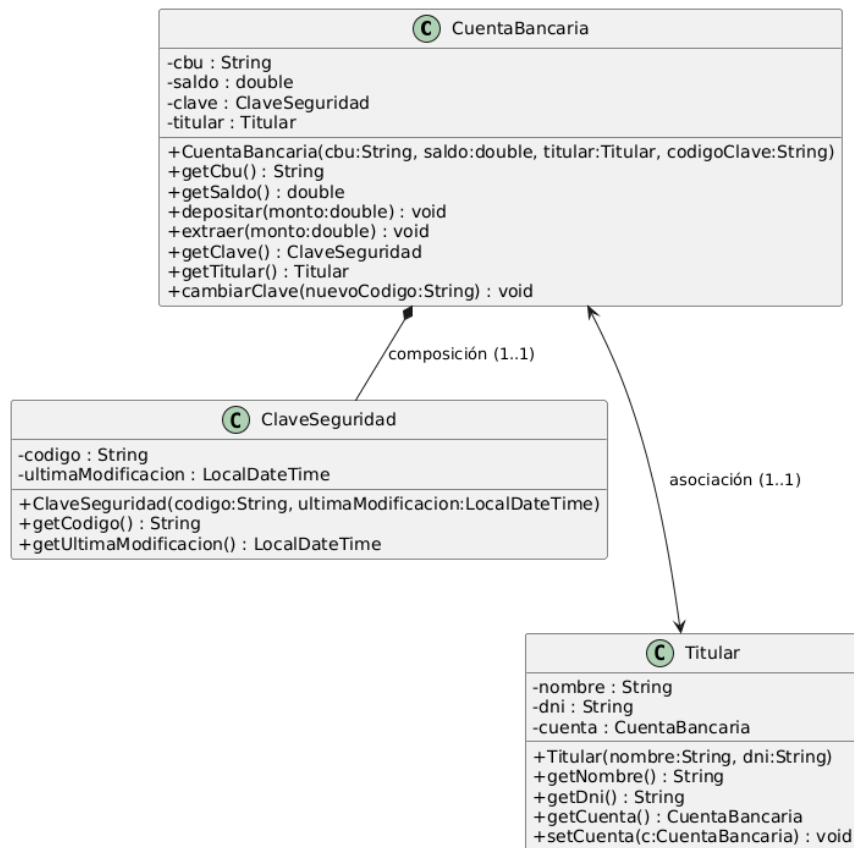 C CuentaBancaria
-cbu : String
-saldo : double
-clave : ClaveSeguridad
-titular : Titular
+CuentaBancaria(cbu:String, saldo:double, titular:Titular, codigoClave:String)
+getCbu() : String
+getSaldo() : double
+depositar(monto:double) : void
+extraer(monto:double) : void
+getClave() : ClaveSeguridad
+getTitular() : Titular
+cambiarClave(nuevoCodigo:String) : void
composición (1..1)
C ClaveSeguridad
-codigo : String
-ultimaModificacion : LocalDateTime
+ClaveSeguridad(codigo:String, ultimaModificacion:LocalDateTime)
+getCodigo() : String
+getUltimaModificacion() : LocalDateTime
asociación (1..1)
C Titular
-nombre : String
-dni : String
-cuenta : CuentaBancaria
+Titular(nombre:String, dni:String)
+getNombre() : String
+getDni() : String
+getCuenta() : CuentaBancaria
+setCuenta(c:CuentaBancaria) : void